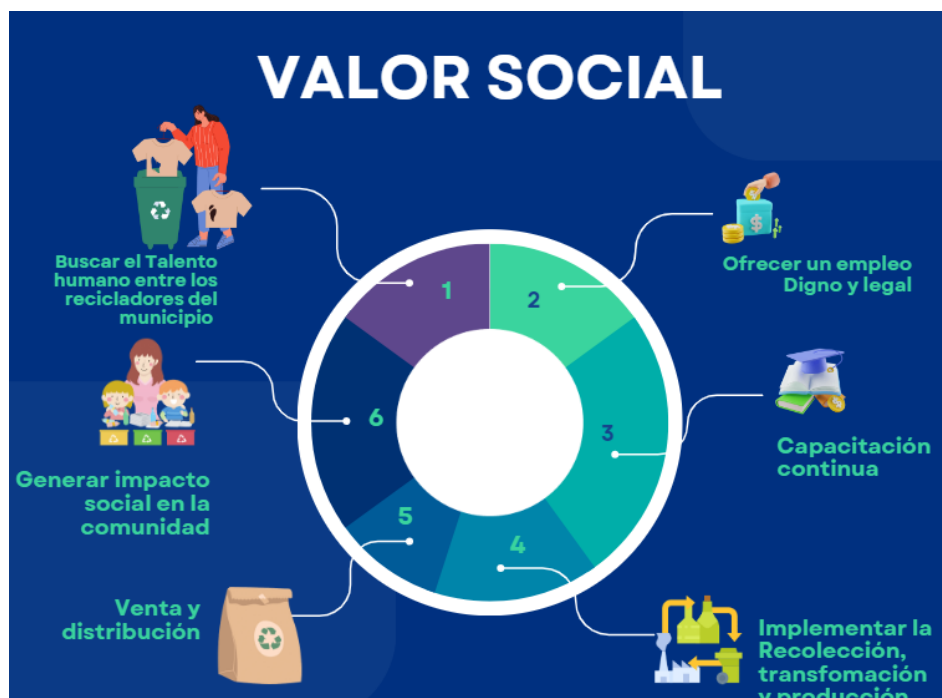 VALOR SOCIAL
Buscar el Talento
humano entre los
recicladores del
municipio
1
2
Ofrecer un empleo
Digno y legal
3
Capacitación
continua
6
Generar impacto
social en la
comunidad
5
Venta y
distribución
4
Implementar la
Recolección,
transfomación
y producción
$